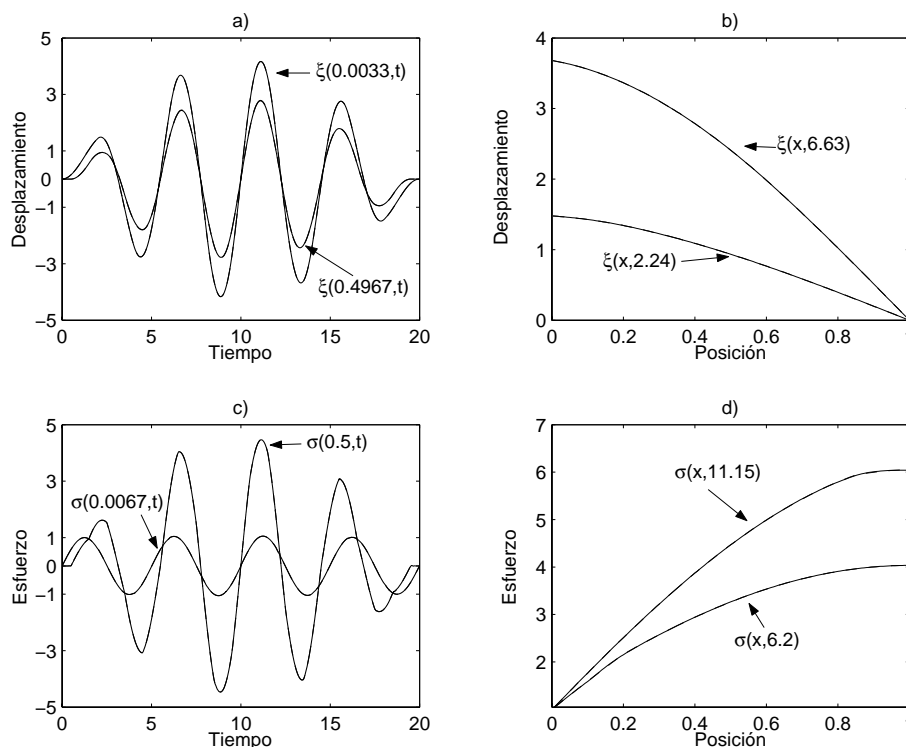 a)
5
3
1
0
−1
−3
−5
Desplazamiento
0
5
10
15
20
Tiempo
ξ(0.0033,t)
ξ(0.4967,t)
b)
4
3
2
1
0
Desplazamiento
0
0.2
0.4
0.6
0.8
Posición
ξ(x,6.63)
ξ(x,2.24)
c)
5
3
1
0
−1
−3
−5
Esfuerzo
0
5
10
15
20
Tiempo
σ(0.5,t)
σ(0.0067,t)
d)
7
6
5
4
3
2
Esfuerzo
0
0.2
0.4
0.6
0.8
Posición
σ(x,11.15)
σ(x,6.2)